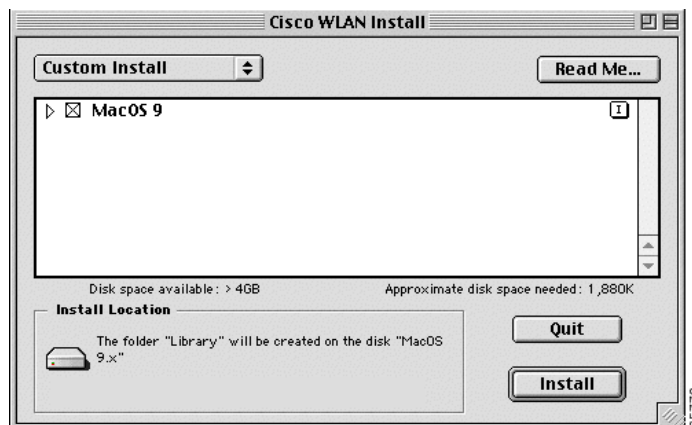 Cisco WLAN Install
Custom Install
Read Me...
MacOS 9
I
Disk space available: > 4GB
Approximate disk space needed: 1,880K
Install Location
The folder "Library" will be created on the disk "MacOS
9.x"
Quit
Install